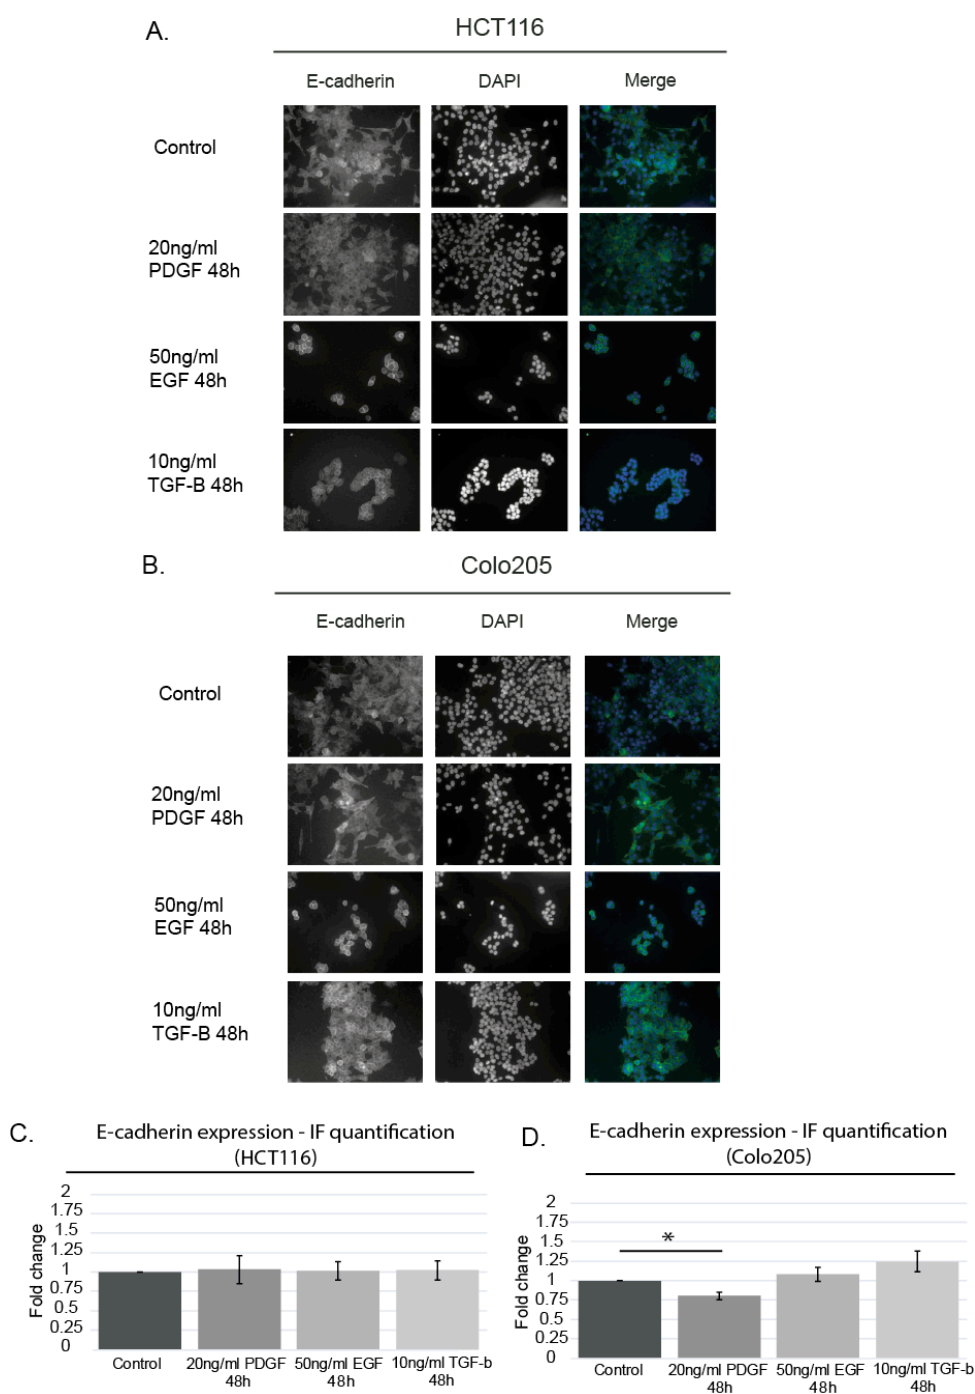 A.
HCT116
E-cadherin DAPI Merge
Control
20ng/ml
PDGF 48h
50ng/ml
EGF 48h
10ng/ml
TGF-B 48h
B.
Colo205
E-cadherin DAPI Merge
Control
20ng/ml
PDGF 48h
50ng/ml
EGF 48h
10ng/ml
TGF-B 48h
C.
E-cadherin expression - IF quantification
(HCT116)
Fold change
2
1.75
1.5
1.25
1
0.75
0.5
0.25
0
Control 20ng/ml PDGF 50ng/ml EGF 10ng/ml TGF-b
48h 48h 48h
D.
E-cadherin expression - IF quantification
(Colo205)
Fold change
2
1.75
1.5
1.25
1
0.75
0.5
0.25
0
*
Control 20ng/ml PDGF 50ng/ml EGF 10ng/ml TGF-b
48h 48h 48h